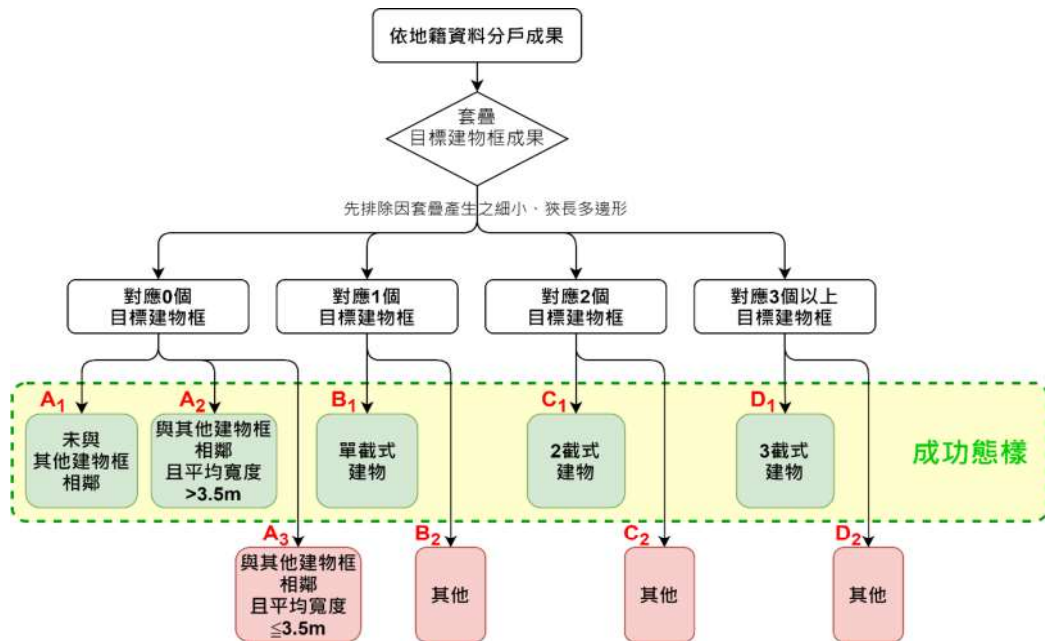 依地籍資料分戶成果
套疊
目標建物框成果
先排除因套疊產生之細小、狹長多邊形
對應0個
目標建物框
對應1個
目標建物框
對應2個
目標建物框
對應3個以上
目標建物框
A1
未與
其他建物框
相鄰
A2
與其他建物框
相鄰
且平均寬度
>3.5m
B1
單截式
建物
C1
2截式
建物
D1
3截式
建物
成功態樣
A3
與其他建物框
相鄰
且平均寬度
≦3.5m
B2
其他
C2
其他
D2
其他